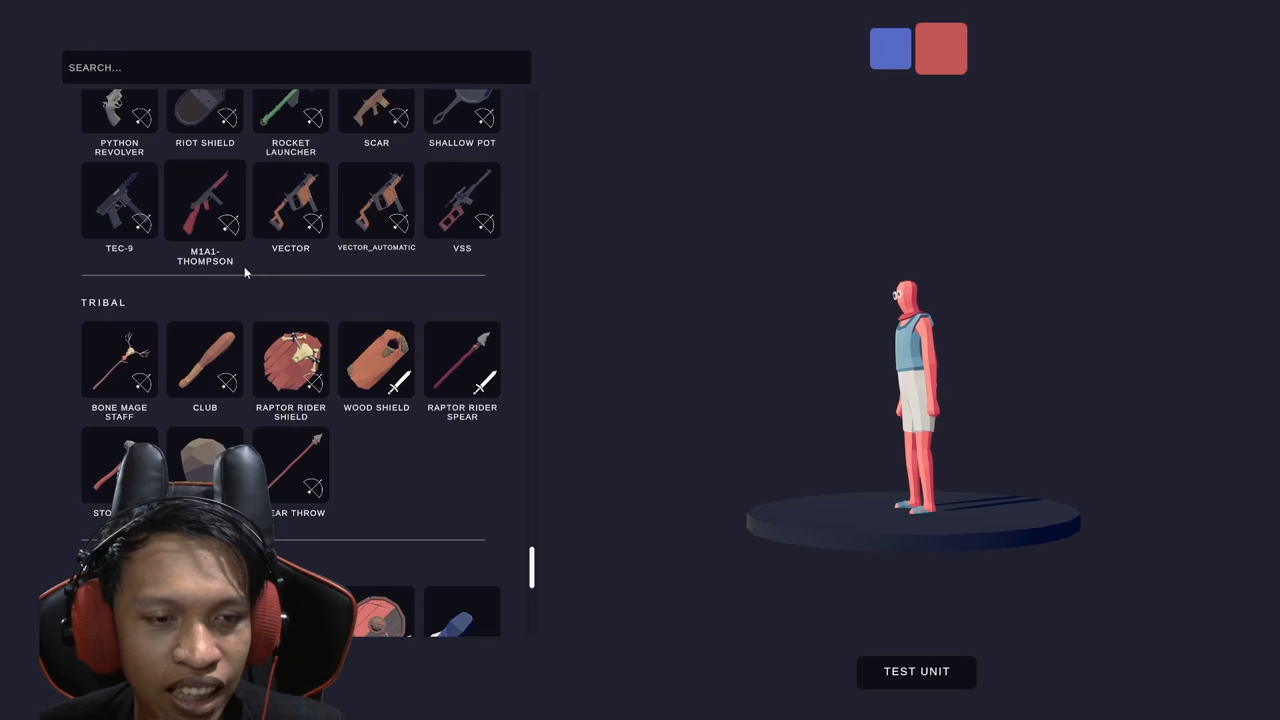 SEARCH...
PYTHON
REVOLVER
RIOT SHIELD
ROCKET
LAUNCHER
SCAR
SHALLOW POT
TEC-9
M1A1-
THOMPSON
VECTOR
VECTOR_AUTOMATIC
VSS
TRIBAL
BONE MAGE
STAFF
CLUB
RAPTOR RIDER
SHIELD
WOOD SHIELD
RAPTOR RIDER
SPEAR
THROW
TEST UNIT